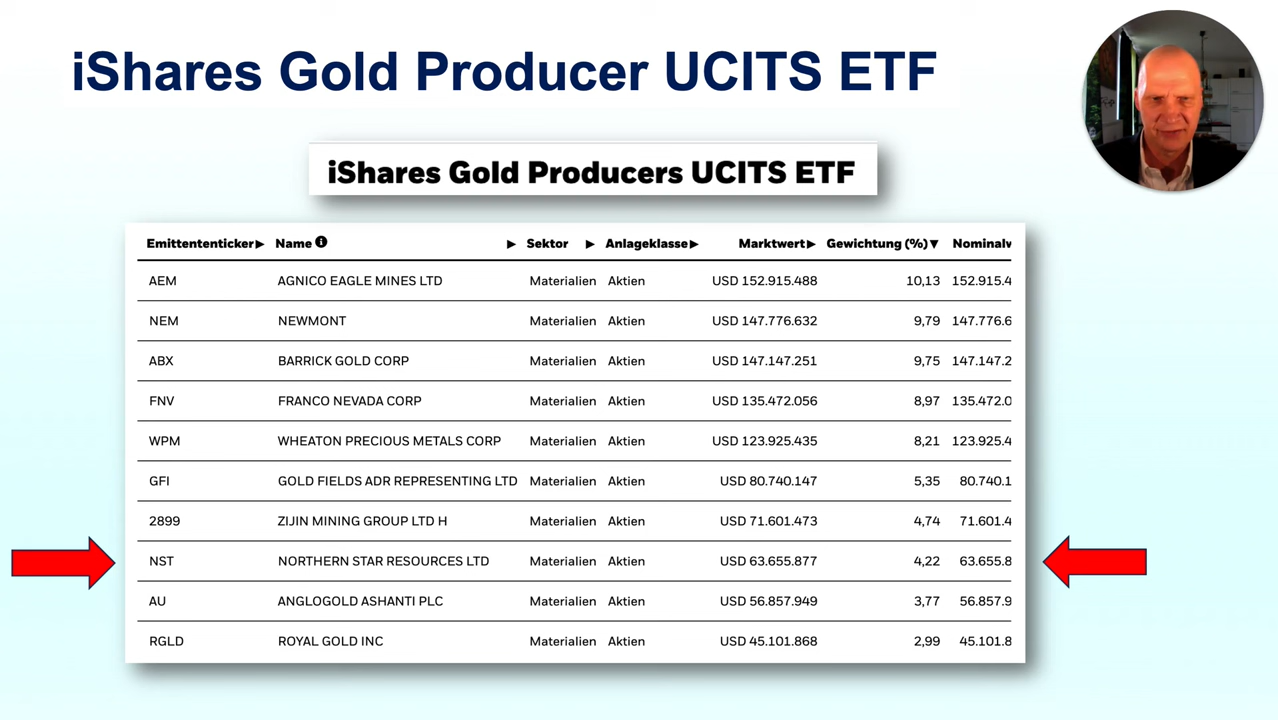 iShares Gold Producer UCITS ETF
iShares Gold Producers UCITS ETF
Emittententicker▶ Name ▶ Sektor ▶ Anlageklasse▶ Marktwert▶ Gewichtung (%)▼ Nominalw
AEM AGNICO EAGLE MINES LTD Materialien Aktien USD 152.915.488 10,13 152.915.4
NEM NEWMONT Materialien Aktien USD 147.776.632 9,79 147.776.6
ABX BARRICK GOLD CORP Materialien Aktien USD 147.147.251 9,75 147.147.2
FNV FRANCO NEVADA CORP Materialien Aktien USD 135.472.056 8,97 135.472.0
WPM WHEATON PRECIOUS METALS CORP Materialien Aktien USD 123.925.435 8,21 123.925.4
GFI GOLD FIELDS ADR REPRESENTING LTD Materialien Aktien USD 80.740.147 5,35 80.740.1
2899 ZIJIN MINING GROUP LTD H Materialien Aktien USD 71.601.473 4,74 71.601.4
NST NORTHERN STAR RESOURCES LTD Materialien Aktien USD 63.655.877 4,22 63.655.8
AU ANGLOGOLD ASHANTI PLC Materialien Aktien USD 56.857.949 3,77 56.857.9
RGLD ROYAL GOLD INC Materialien Aktien USD 45.101.868 2,99 45.101.8